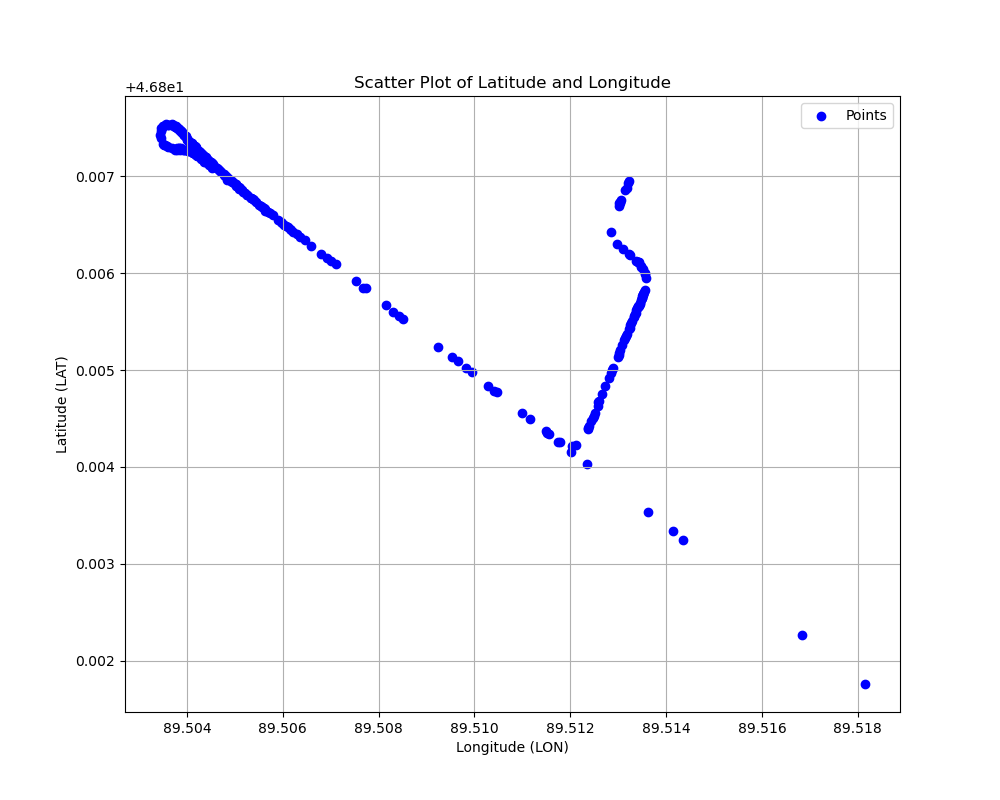 Scatter Plot of Latitude and Longitude
+4.68e1
Points
0.007
0.006
0.005
0.004
0.003
0.002
Latitude (LAT)
89.504 89.506 89.508 89.510 89.512 89.514 89.516 89.518
Longitude (LON)